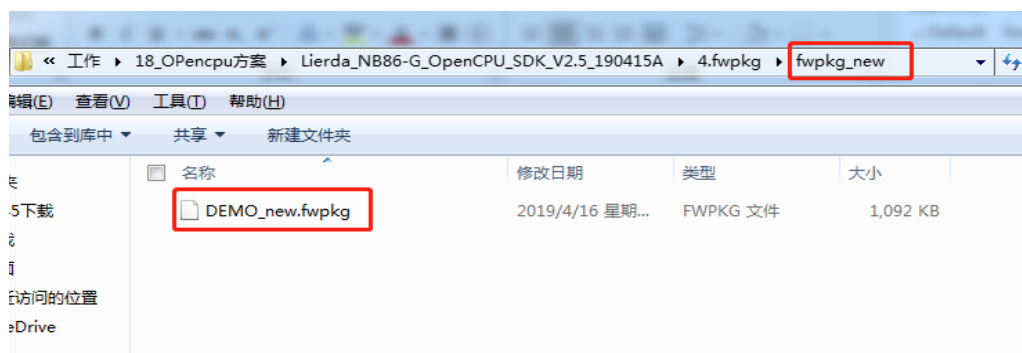 « 工作 ▸ 18_OPencpu方案 ▸ Lierda_NB86-G_OpenCPU_SDK_V2.5_190415A ▸ 4.fwpkg ▸ fwpkg_new
编辑(E) 查看(V) 工具(T) 帮助(H)
包含到库中 共享 新建文件夹
名称 修改日期 类型 大小
DEMO_new.fwpkg 2019/4/16 星期... FWPKG 文件 1,092 KB
5下载
访问的位置
eDrive